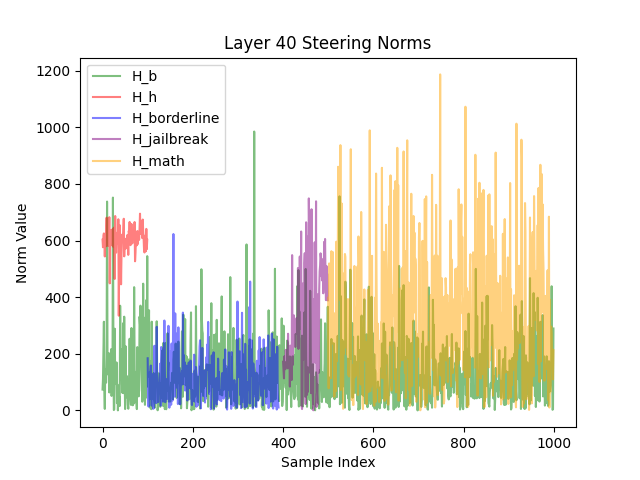 Layer 40 Steering Norms
1200
1000
800
600
400
200
0
Norm Value
H_b
H_h
H_borderline
H_jailbreak
H_math
0 200 400 600 800 1000
Sample Index